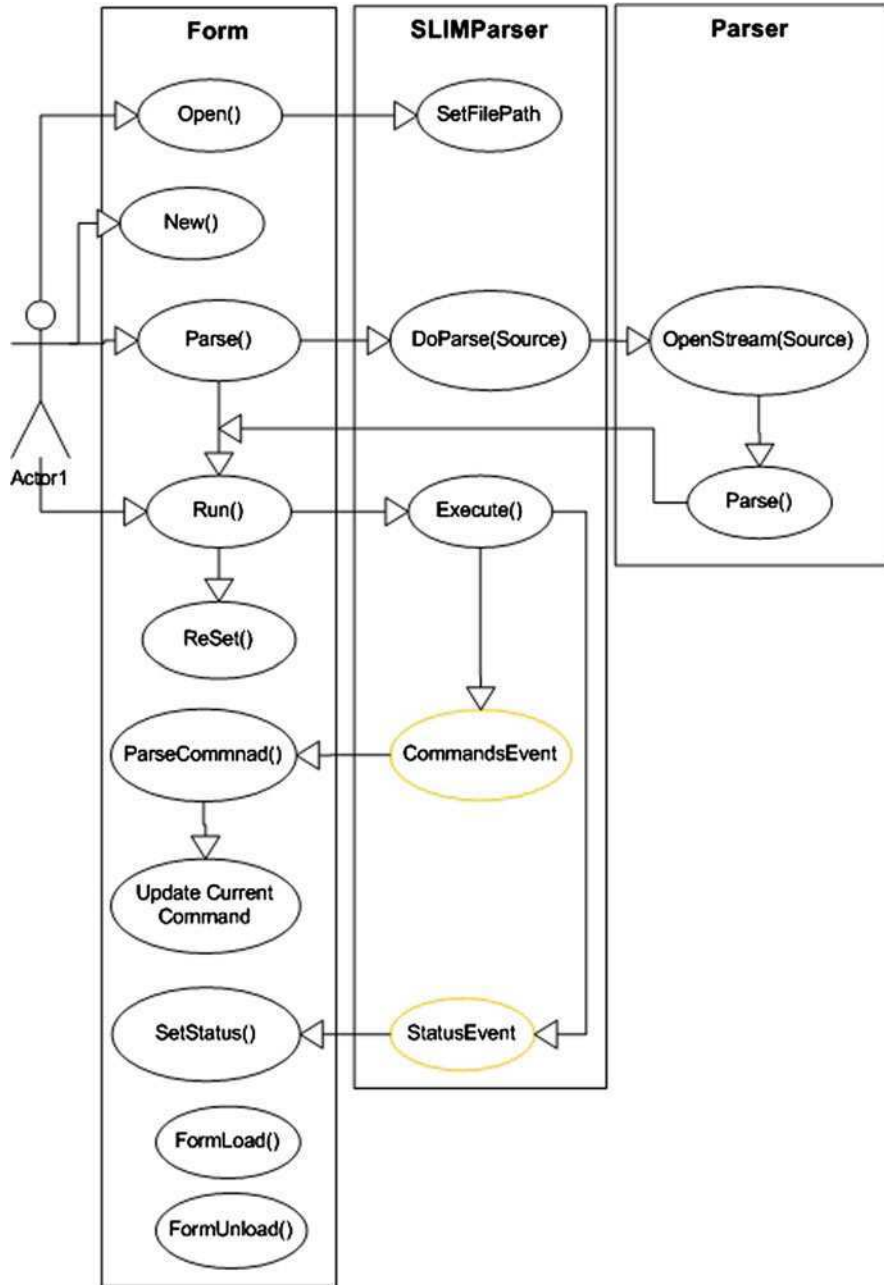 Form
SLIMParser
Parser
Open()
SetFilePath
New()
Parse()
DoParse(Source)
OpenStream(Source)
Actor1
Run()
Execute()
Parse()
ReSet()
ParseCommnad()
CommandsEvent
Update Current
Command
SetStatus()
StatusEvent
FormLoad()
FormUnload()